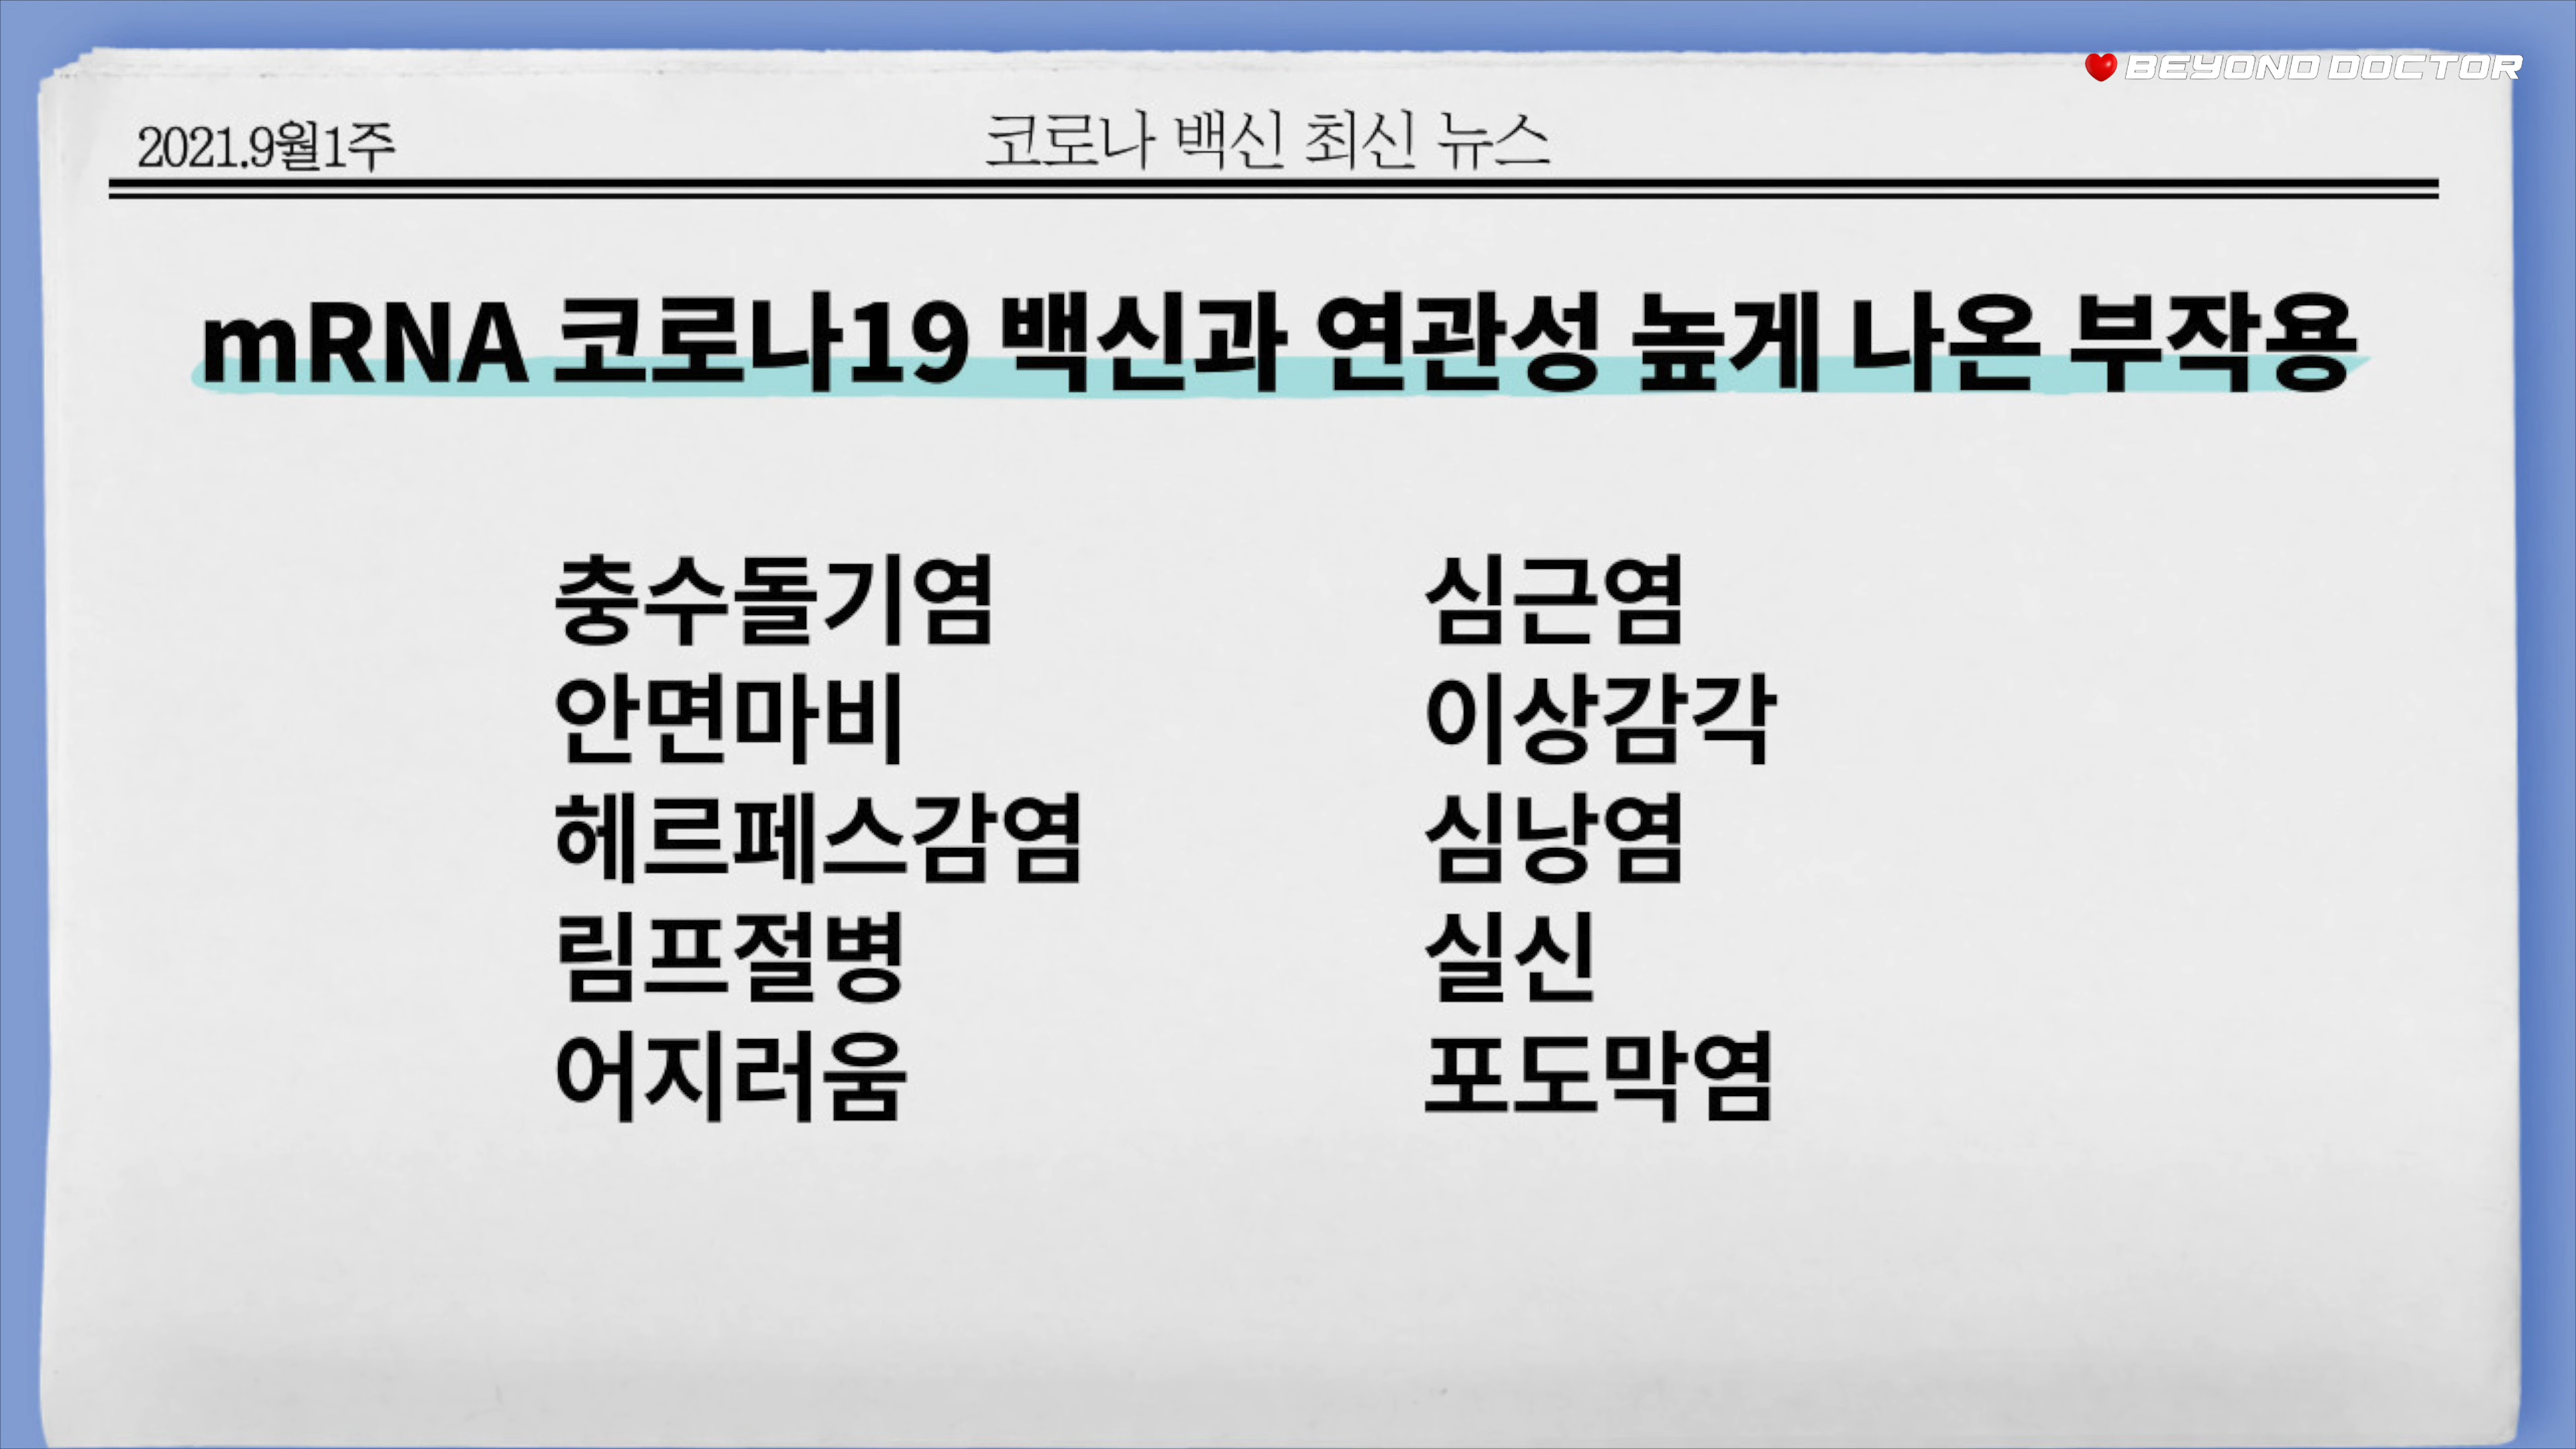 BEYOND DOCTOR
2021.9월1주
코로나 백신 최신 뉴스
mRNA 코로나19 백신과 연관성 높게 나온 부작용
충수돌기염
안면마비
헤르페스감염
림프절병
어지러움
심근염
이상감각
심낭염
실신
포도막염